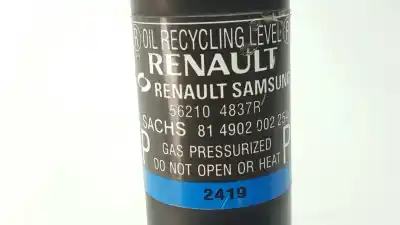 R OIL RECYCLING LEVEL R
RENAULT
RENAULT SAMSUNG
56210 4837R
SACHS 81 4902 002 252
P GAS PRESSURIZED P
DO NOT OPEN OR HEAT
2419